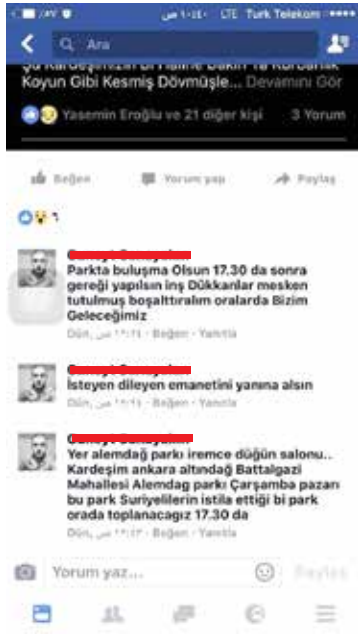 LTE Turk Telekom
Ara
Koyun Gibi Kesmiş Dövmüşle... Devamını Gör
Yasemin Eroğlu ve 21 diğer kişi 3 Yorum
Beğen Yorum yap Paylaş
٦
Parkta buluşma Olsun 17.30 da sonra
gereği yapılsın inş Dükkanlar mesken
tutulmuş boşalttıralım oralarda Bizim
Geleceğimiz
Dün, · Beğen · Yanıtla
İsteyen dileyen emanetini yanına alsın
Dün, · Beğen · Yanıtla
Yer alemdağ parkı iremce düğün salonu..
Kardeşim ankara altındağ Battalgazi
Mahallesi Alemdag parkı Çarşamba pazarı
bu park Suriyelilerin istila ettiği bi park
orada toplanacagız 17.30 da
Dün, · Beğen · Yanıtla
Yorum yaz... Paylaş